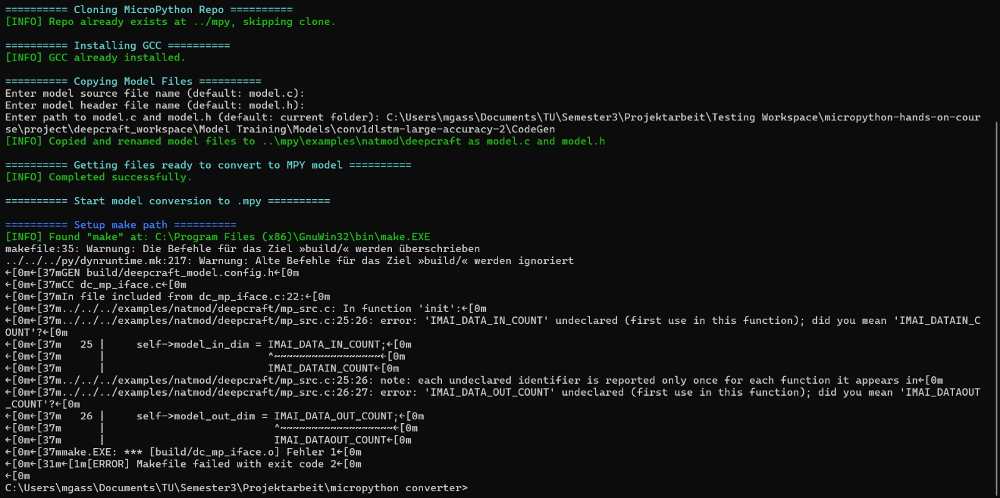 ========== Cloning MicroPython Repo ==========
[INFO] Repo already exists at ../mpy, skipping clone.
========== Installing GCC ==========
[INFO] GCC already installed.
========== Copying Model Files ==========
Enter model source file name (default: model.c):
Enter model header file name (default: model.h):
Enter path to model.c and model.h (default: current folder): C:\Users\mgass\Documents\TU\Semester3\Projektarbeit\Testing Workspace\micropython-hands-on-cour
se\project\deepcraft_workspace\Model Training\Models\conv1dlstm-large-accuracy-2\CodeGen
[INFO] Copied and renamed model files to ..\mpy\examples\natmod\deepcraft as model.c and model.h
========== Getting files ready to convert to MPY model ==========
[INFO] Completed successfully.
========== Start model conversion to .mpy ==========
========== Setup make path ==========
[INFO] Found "make" at: C:\Program Files (x86)\GnuWin32\bin\make.EXE
makefile:35: Warnung: Die Befehle für das Ziel »build/« werden überschrieben
../../../py/dynruntime.mk:217: Warnung: Alte Befehle für das Ziel »build/« werden ignoriert
←[0m←[37mGEN build/deepcraft_model.config.h←[0m
←[0m←[37mCC dc_mp_iface.c←[0m
←[0m←[37mIn file included from dc_mp_iface.c:22:←[0m
←[0m←[37m../../../examples/natmod/deepcraft/mp_src.c: In function 'init':←[0m
←[0m←[37m../../../examples/natmod/deepcraft/mp_src.c:25:26: error: 'IMAI_DATA_IN_COUNT' undeclared (first use in this function); did you mean 'IMAI_DATAIN_C
OUNT'?←[0m
←[0m←[37m   25 |     self->model_in_dim = IMAI_DATA_IN_COUNT;←[0m
←[0m←[37m      |                          ^~~~~~~~~~~~~~~~~~←[0m
←[0m←[37m      |                          IMAI_DATAIN_COUNT←[0m
←[0m←[37m../../../examples/natmod/deepcraft/mp_src.c:25:26: note: each undeclared identifier is reported only once for each function it appears in←[0m
←[0m←[37m../../../examples/natmod/deepcraft/mp_src.c:26:27: error: 'IMAI_DATA_OUT_COUNT' undeclared (first use in this function); did you mean 'IMAI_DATAOUT
_COUNT'?←[0m
←[0m←[37m   26 |     self->model_out_dim = IMAI_DATA_OUT_COUNT;←[0m
←[0m←[37m      |                           ^~~~~~~~~~~~~~~~~~~←[0m
←[0m←[37m      |                           IMAI_DATAOUT_COUNT←[0m
←[0m←[37mmake.EXE: *** [build/dc_mp_iface.o] Fehler 1←[0m
←[0m←[31m←[1m[ERROR] Makefile failed with exit code 2←[0m
←[0m
C:\Users\mgass\Documents\TU\Semester3\Projektarbeit\micropython converter>